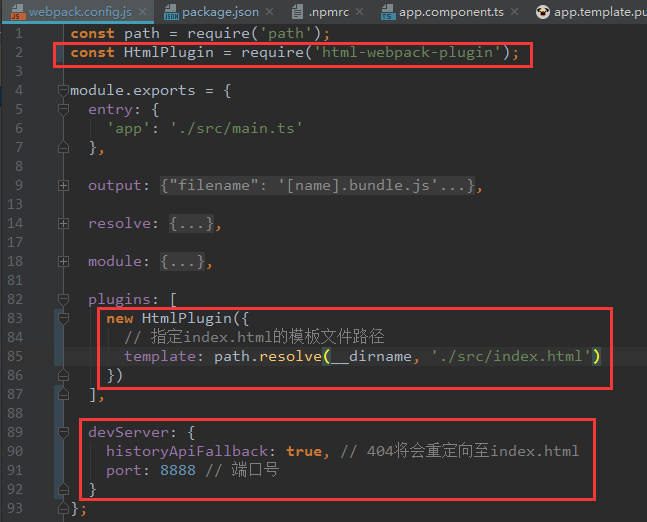 webpack.config.js × package.json × .npmrc × app.component.ts × app.template.pu
1 const path = require('path');
2 const HtmlPlugin = require('html-webpack-plugin');
3
4 module.exports = {
5 entry: {
6 'app': './src/main.ts'
7 },
8
9 output: {"filename": '[name].bundle.js'...},
13
14 resolve: {...},
17
18 module: {...},
81
82 plugins: [
83 new HtmlPlugin({
84 // 指定index.html的模板文件路径
85 template: path.resolve(__dirname, './src/index.html')
86 })
87 ],
88
89 devServer: {
90 historyApiFallback: true, // 404将会重定向至index.html
91 port: 8888 // 端口号
92 }
93 };